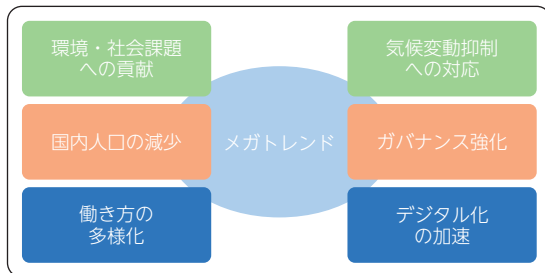 環境・社会課題
への貢献
気候変動抑制
への対応
国内人口の減少
メガトレンド
ガバナンス強化
働き方の
多様化
デジタル化
の加速